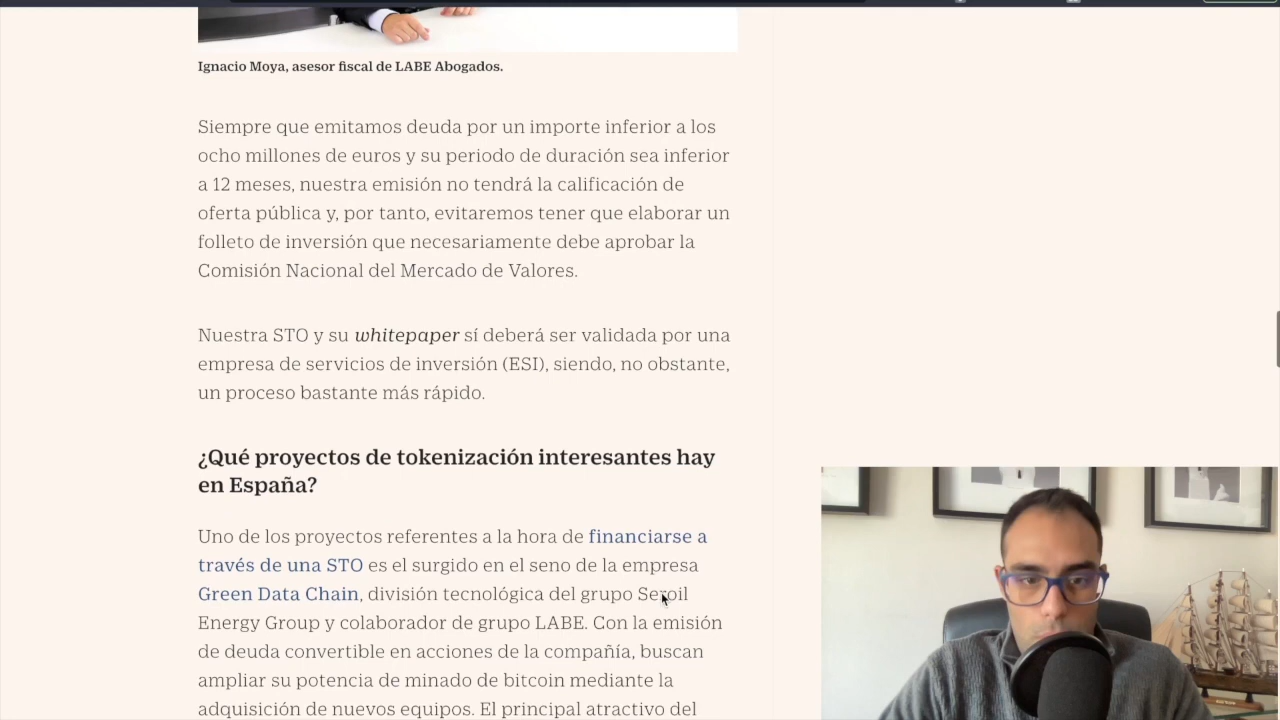 Ignacio Moya, asesor fiscal de LABE Abogados.
Siempre que emitamos deuda por un importe inferior a los
ocho millones de euros y su periodo de duración sea inferior
a 12 meses, nuestra emisión no tendrá la calificación de
oferta pública y, por tanto, evitaremos tener que elaborar un
folleto de inversión que necesariamente debe aprobar la
Comisión Nacional del Mercado de Valores.
Nuestra STO y su whitepaper sí deberá ser validada por una
empresa de servicios de inversión (ESI), siendo, no obstante,
un proceso bastante más rápido.
¿Qué proyectos de tokenización interesantes hay
en España?
Uno de los proyectos referentes a la hora de financiarse a
través de una STO es el surgido en el seno de la empresa
Green Data Chain, división tecnológica del grupo Seroil
Energy Group y colaborador de grupo LABE. Con la emisión
de deuda convertible en acciones de la compañía, buscan
ampliar su potencia de minado de bitcoin mediante la
adquisición de nuevos equipos. El principal atractivo del